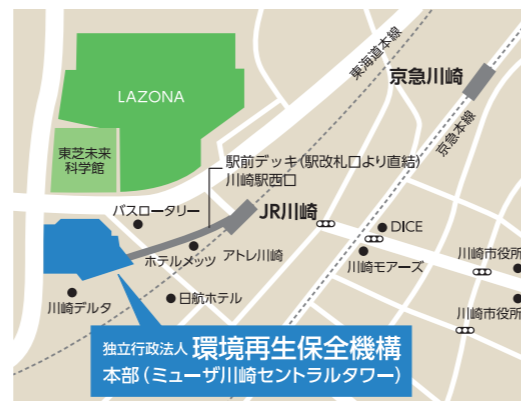 LAZONA
東海道本線
京急川崎
京急本線
東芝未来
科学館
駅前デッキ(駅改札口より直結)
川崎駅西口
バスロータリー
JR川崎
DICE
ホテルメッツ
アトレ川崎
川崎モアーズ
川崎市役所
川崎デルタ
日航ホテル
川崎市役所
独立行政法人 環境再生保全機構
本部(ミューザ川崎セントラルタワー)